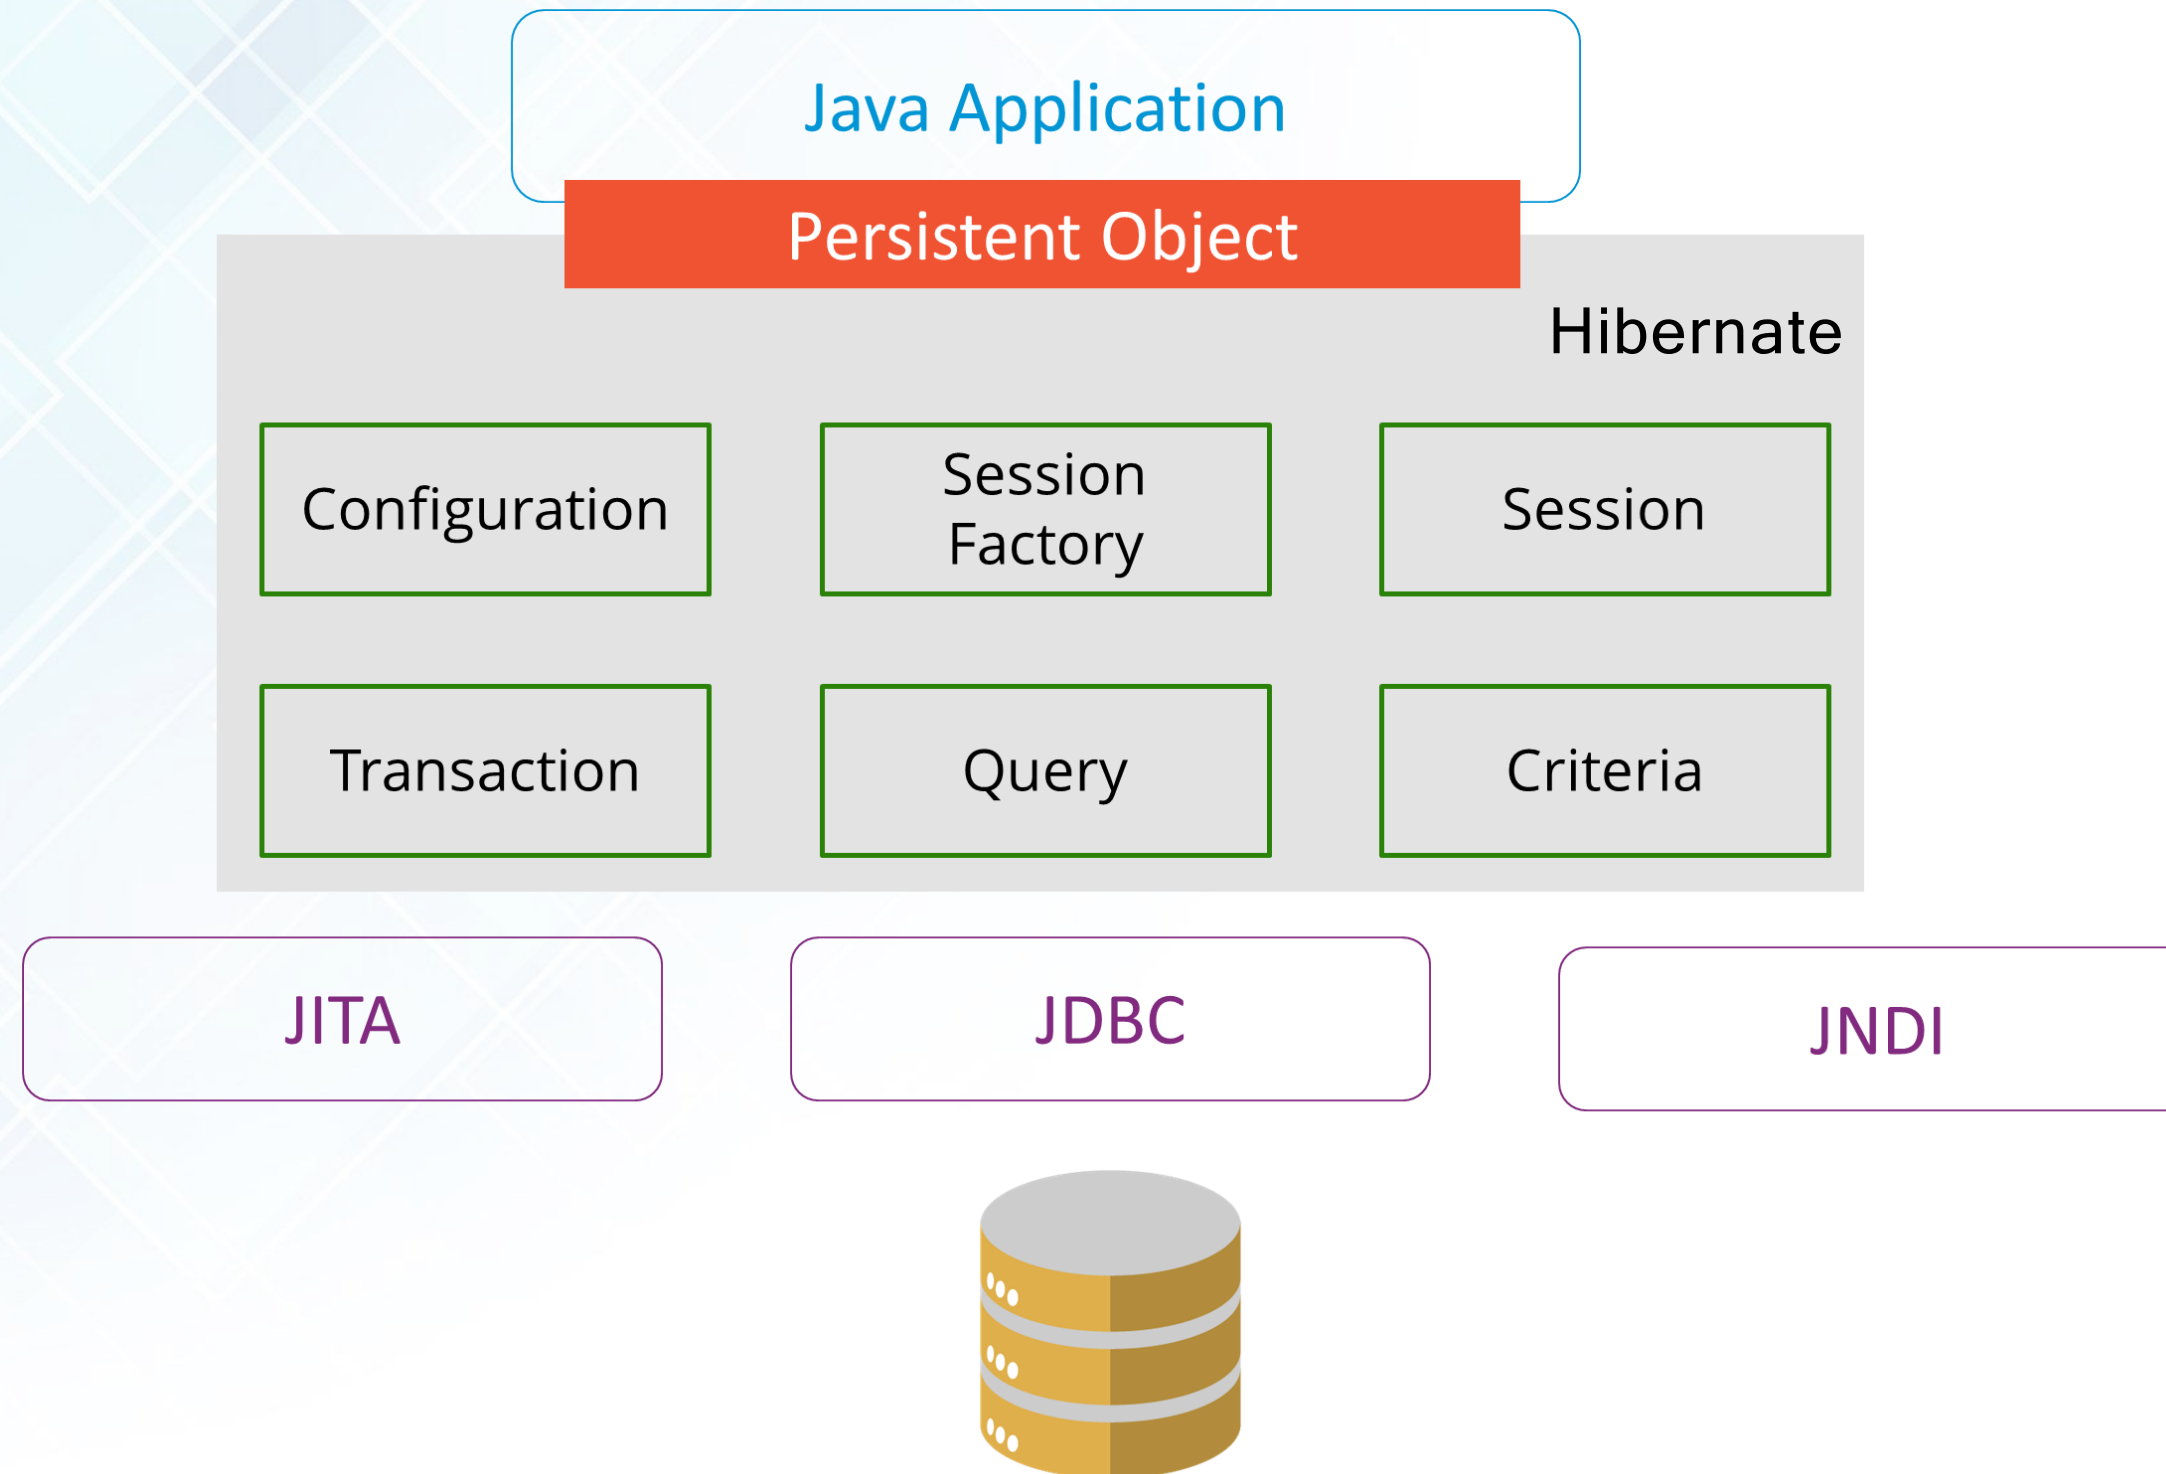 Java Application
Persistent Object
Hibernate
Configuration
Session
Factory
Session
Transaction
Query
Criteria
JITA
JDBC
JNDI